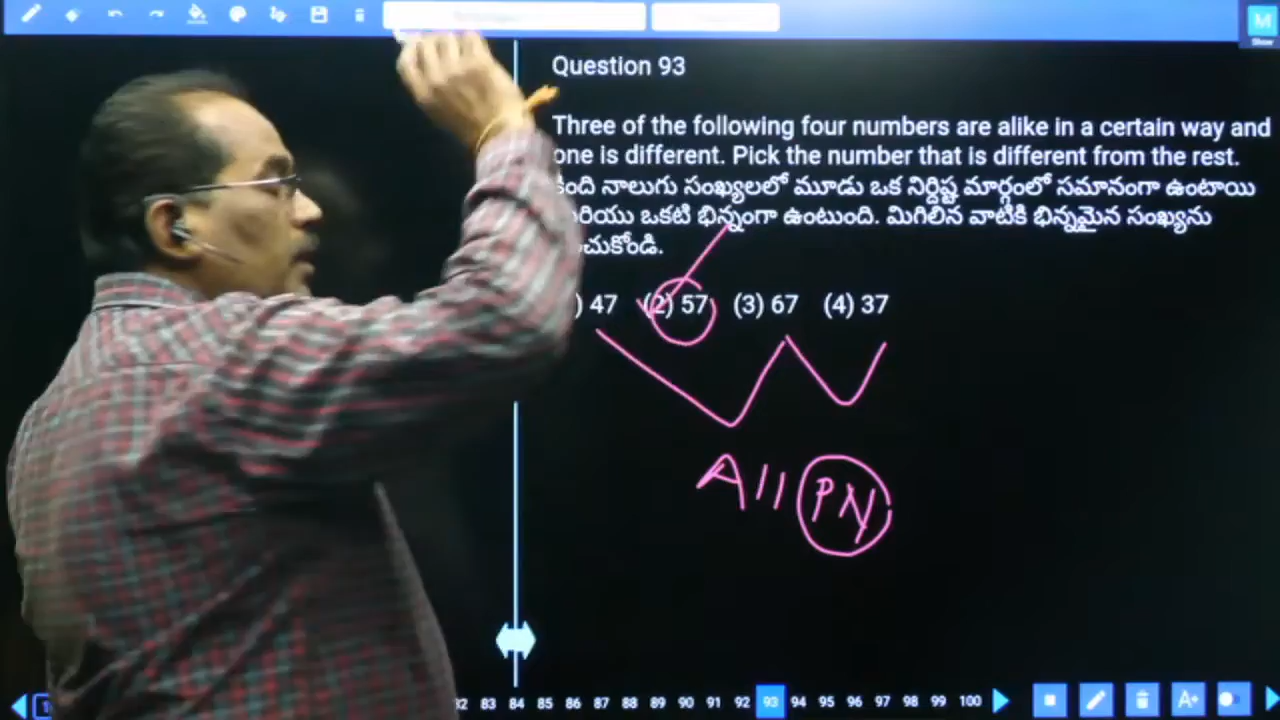 M
Show
Question 93
Three of the following four numbers are alike in a certain way and
one is different. Pick the number that is different from the rest.
నాలుగు సంఖ్యలలో మూడు ఒక నిర్దిష్ట మార్గంలో సమానంగా ఉంటాయి
ఒకటి భిన్నంగా ఉంటుంది. మిగిలిన వాటికి భిన్నమైన సంఖ్యను
) 47 (2) 57 (3) 67 (4) 37
All PN
83 84 85 86 87 88 89 90 91 92 93 94 95 96 97 98 99 100 A+